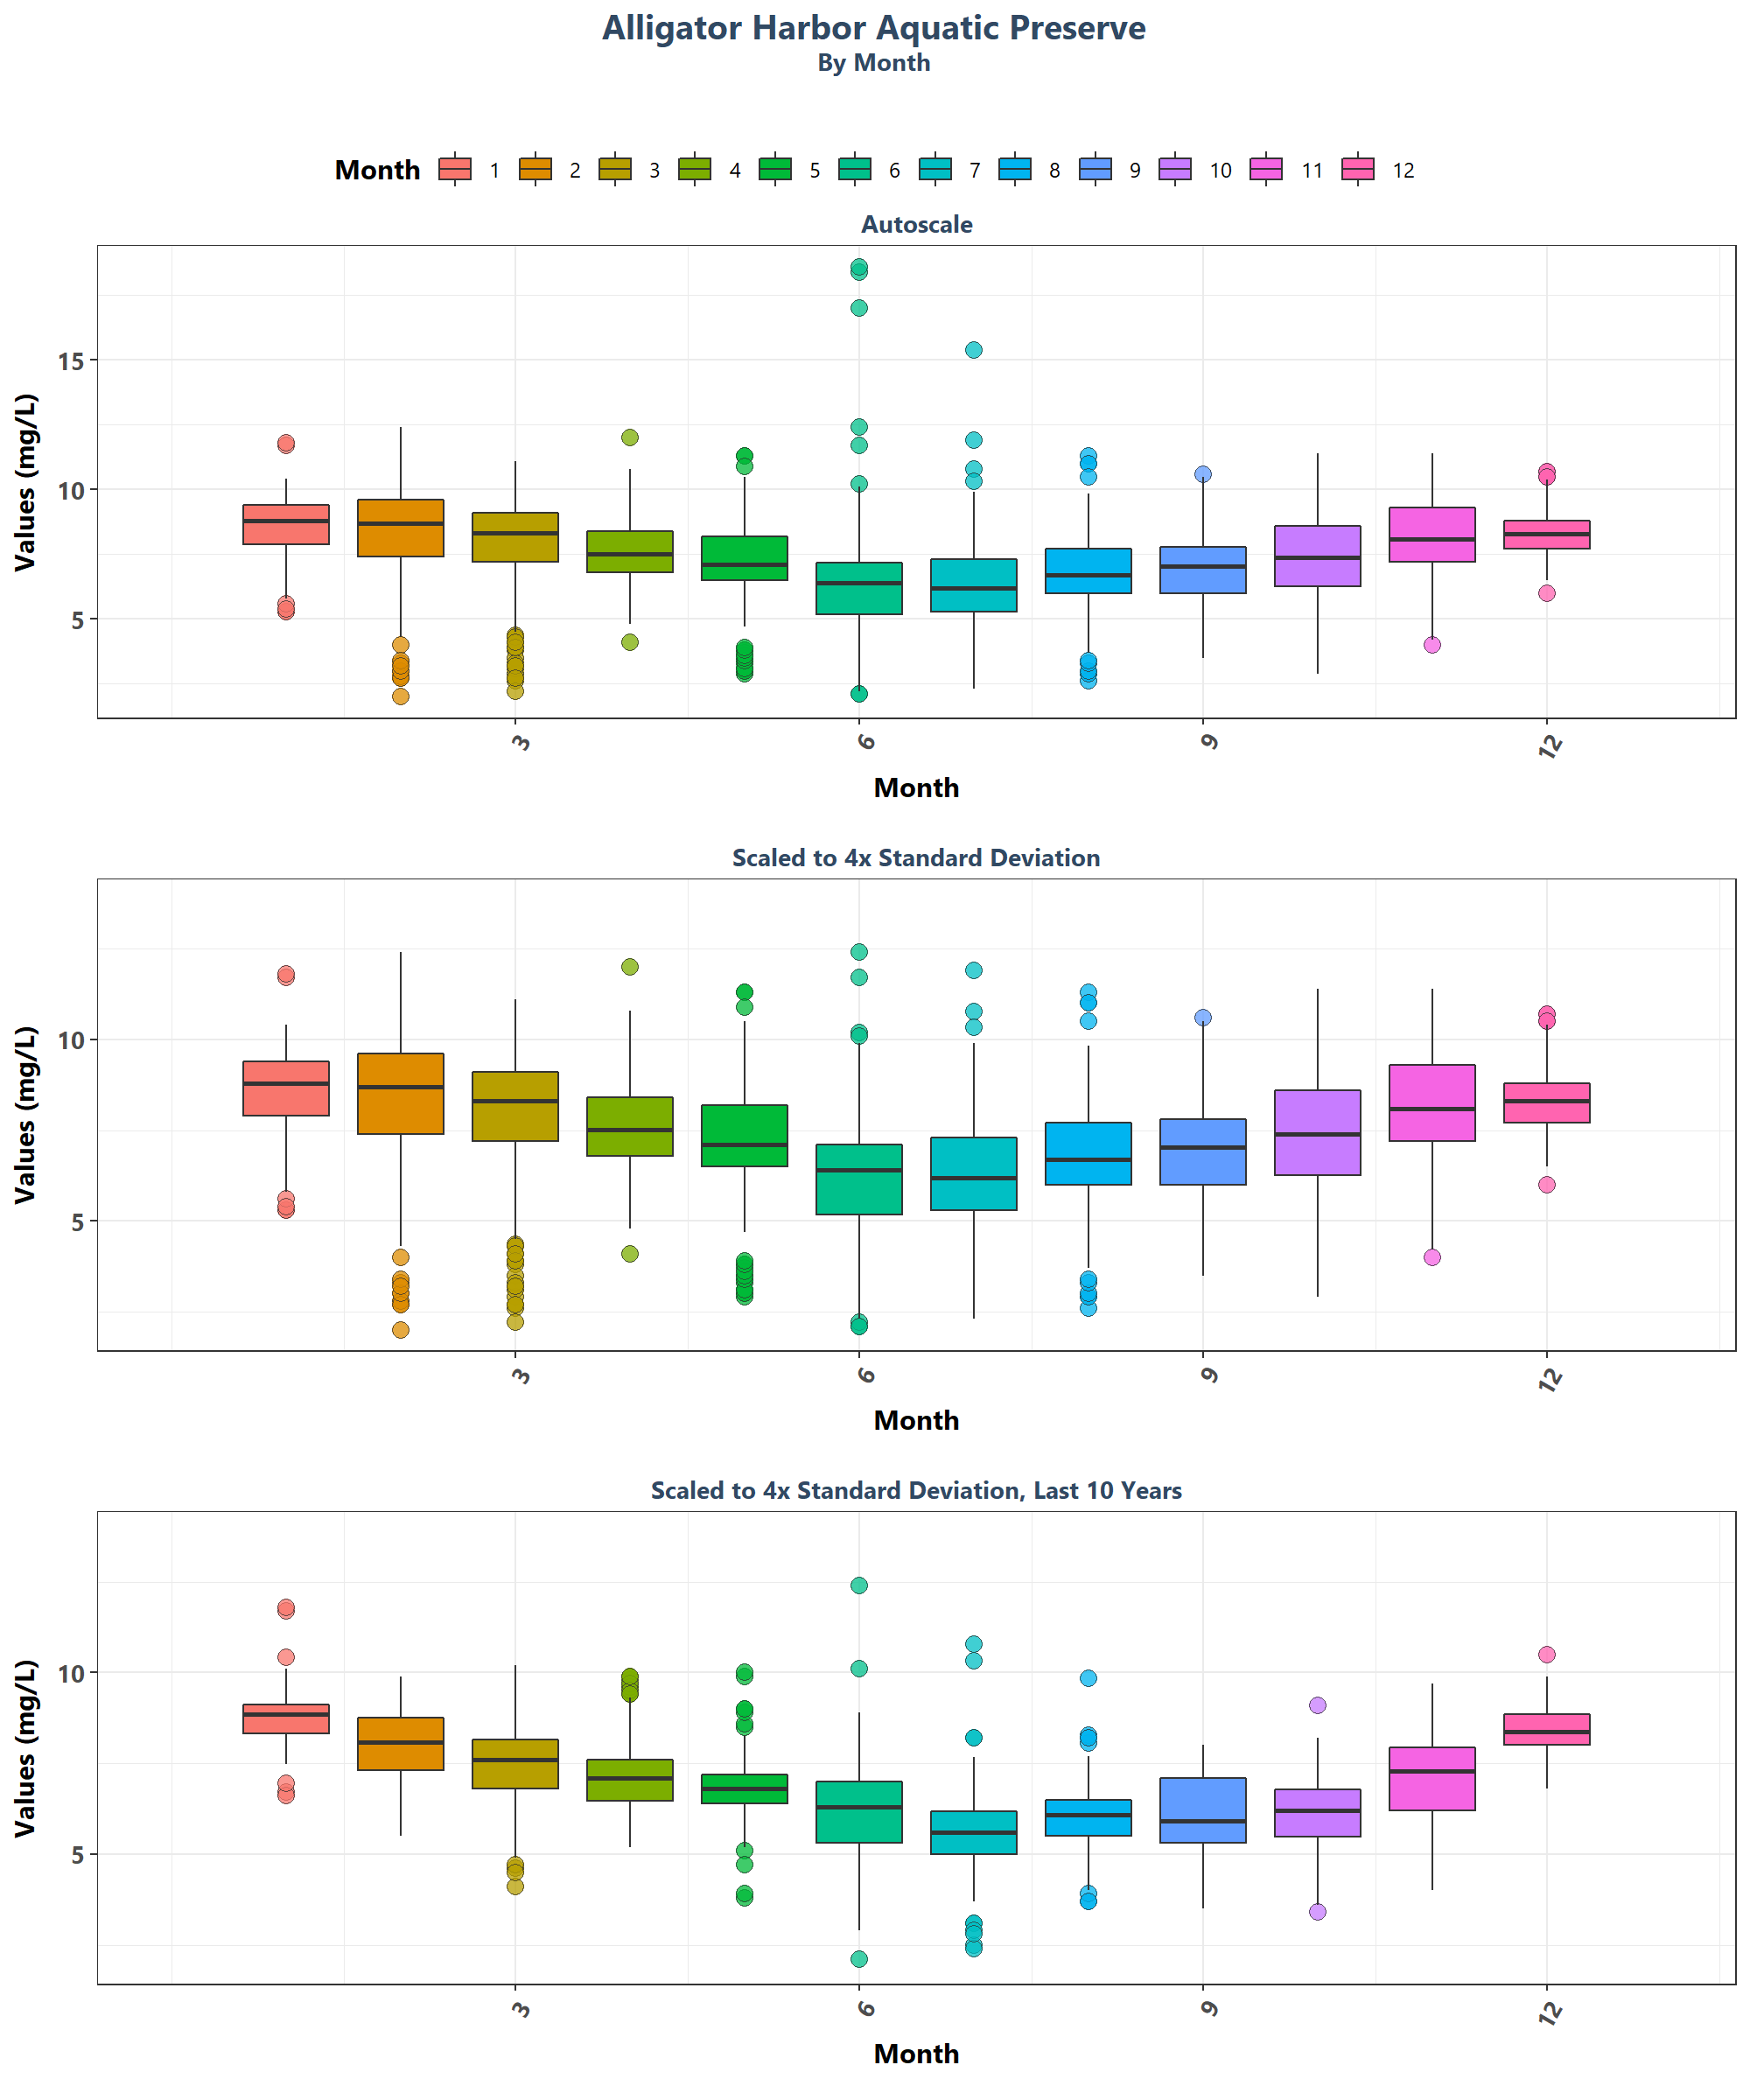 Alligator Harbor Aquatic Preserve
By Month
Month 1 2 3 4 5 6 7 8 9 10 11 12
Autoscale
Values (mg/L)
15
10
5
3 6 9 12
Month
Scaled to 4x Standard Deviation
Values (mg/L)
10
5
3 6 9 12
Month
Scaled to 4x Standard Deviation, Last 10 Years
Values (mg/L)
10
5
3 6 9 12
Month